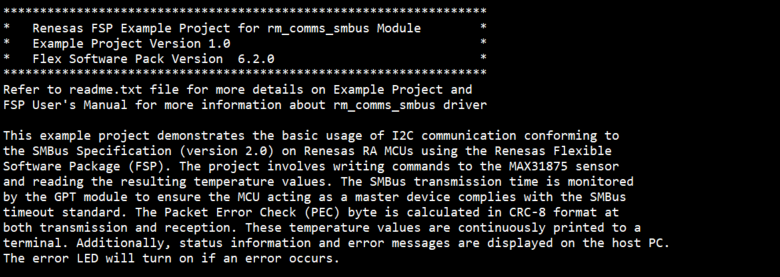 ********************************************************************
*   Renesas FSP Example Project for rm_comms_smbus Module          *
*   Example Project Version 1.0                                    *
*   Flex Software Pack Version  6.2.0                              *
********************************************************************
Refer to readme.txt file for more details on Example Project and
FSP User's Manual for more information about rm_comms_smbus driver

This example project demonstrates the basic usage of I2C communication conforming to
the SMBus Specification (version 2.0) on Renesas RA MCUs using the Renesas Flexible
Software Package (FSP). The project involves writing commands to the MAX31875 sensor
and reading the resulting temperature values. The SMBus transmission time is monitored
by the GPT module to ensure the MCU acting as a master device complies with the SMBus
timeout standard. The Packet Error Check (PEC) byte is calculated in CRC-8 format at
both transmission and reception. These temperature values are continuously printed to a
terminal. Additionally, status information and error messages are displayed on the host PC.
The error LED will turn on if an error occurs.